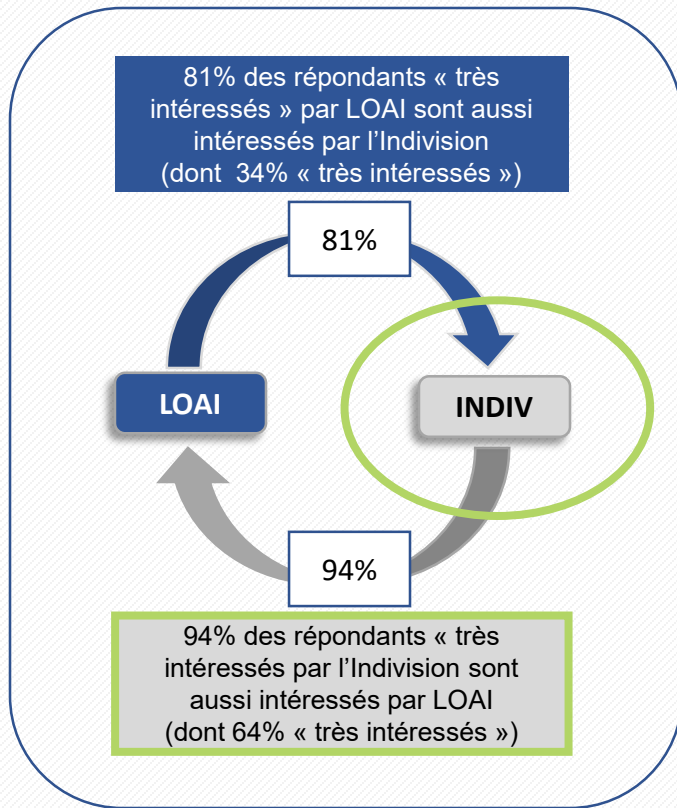 81% des répondants « très
intéressés » par LOAI sont aussi
intéressés par l’Indivision
(dont 34% « très intéressés »)
81%
LOAI
INDIV
94%
94% des répondants « très
intéressés par l’Indivision sont
aussi intéressés par LOAI
(dont 64% « très intéressés »)